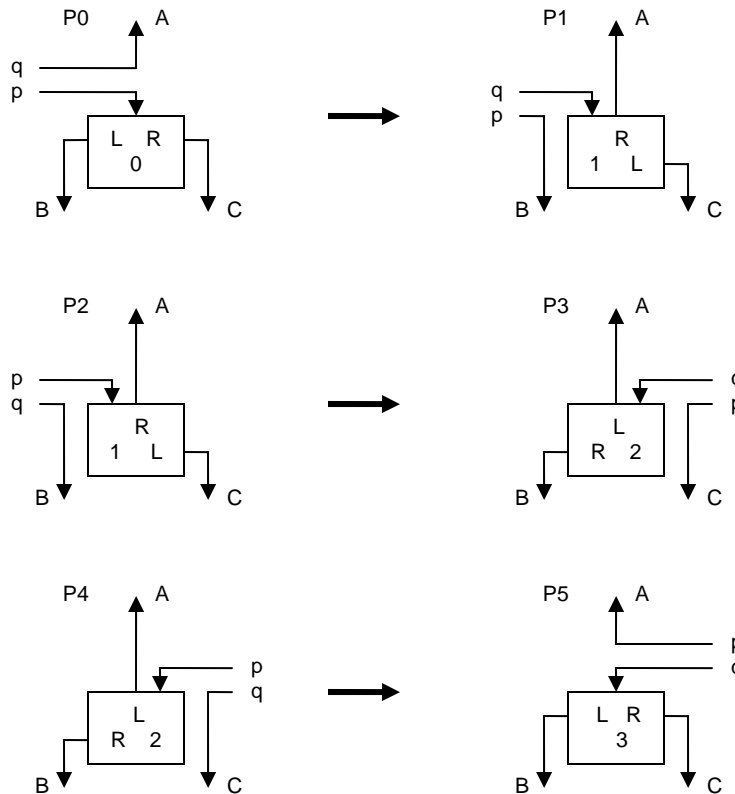 P0 A
q
p
L R
0
B C
P1 A
q
p
R
1 L
B C
P2 A
p
q
R
1 L
B C
P3 A
q
p
L
R 2
B C
P4 A
p
q
L
R 2
B C
P5 A
p
q
L R
3
B C